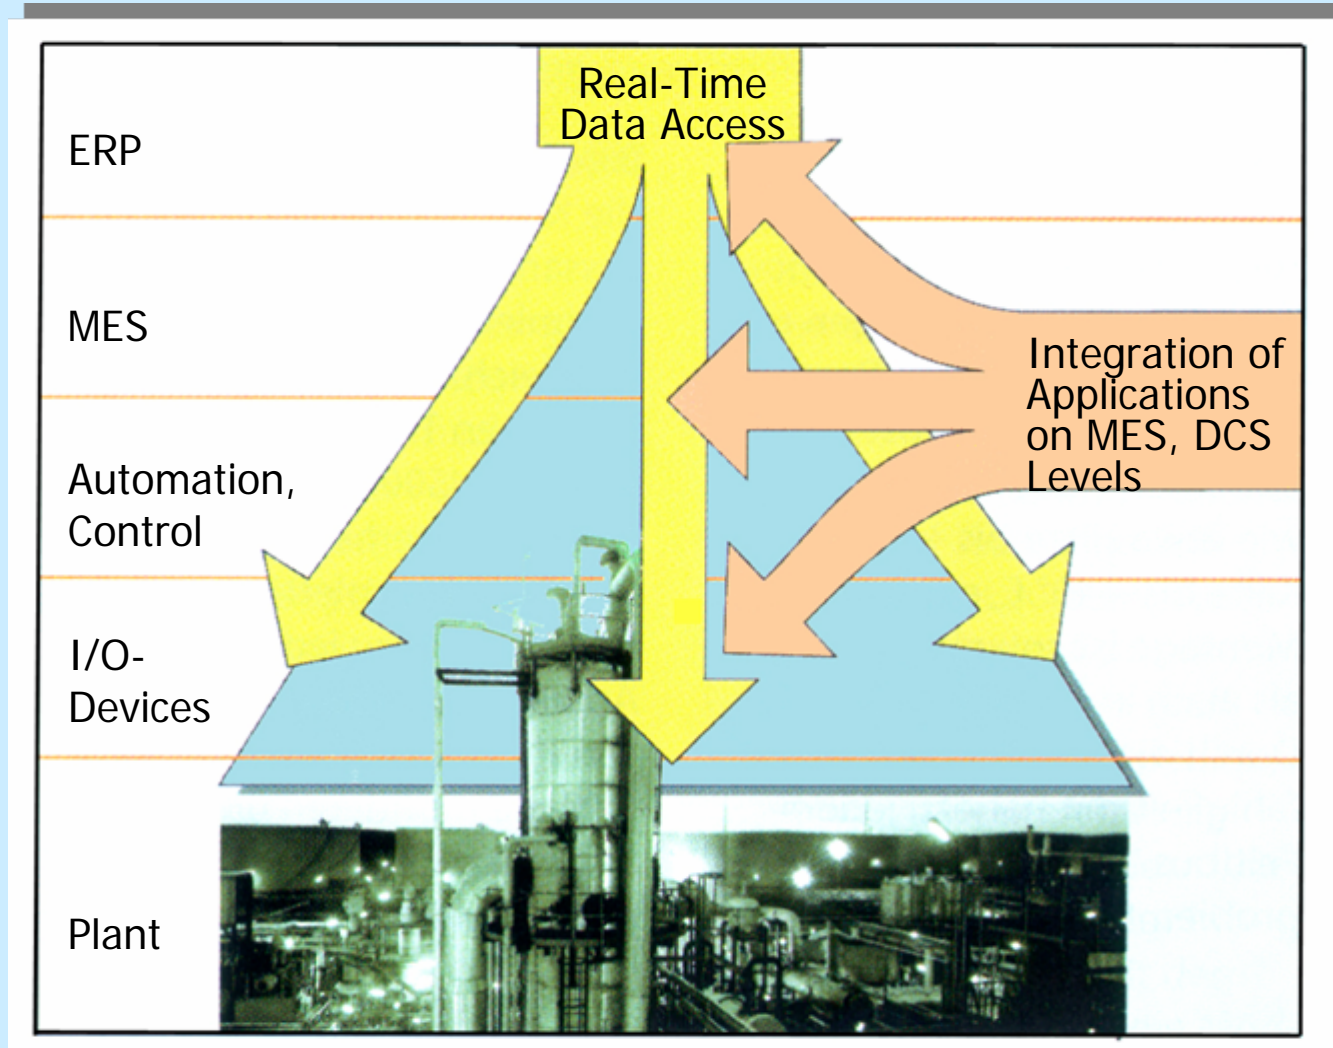 Real-Time
Data Access
ERP
MES
Integration of
Applications
on MES, DCS
Levels
Automation,
Control
I/O-
Devices
Plant